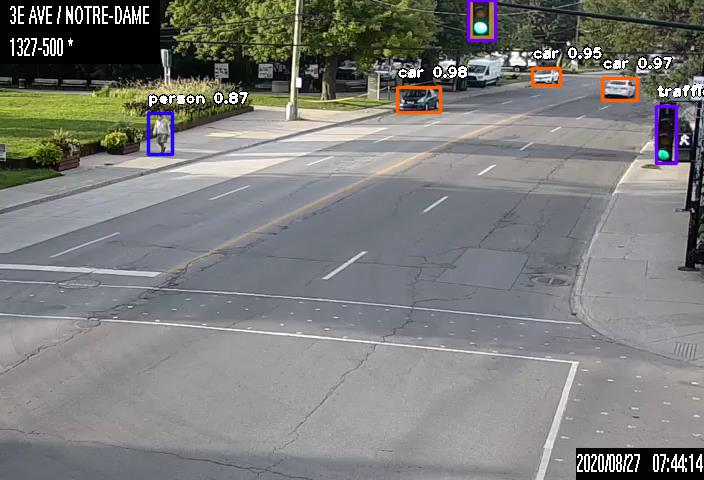 3E AVE / NOTRE-DAME
1327-500 *
car 0.95
car 0.97
car 0.98
person 0.87
traffi
2020/08/27 07:44:14